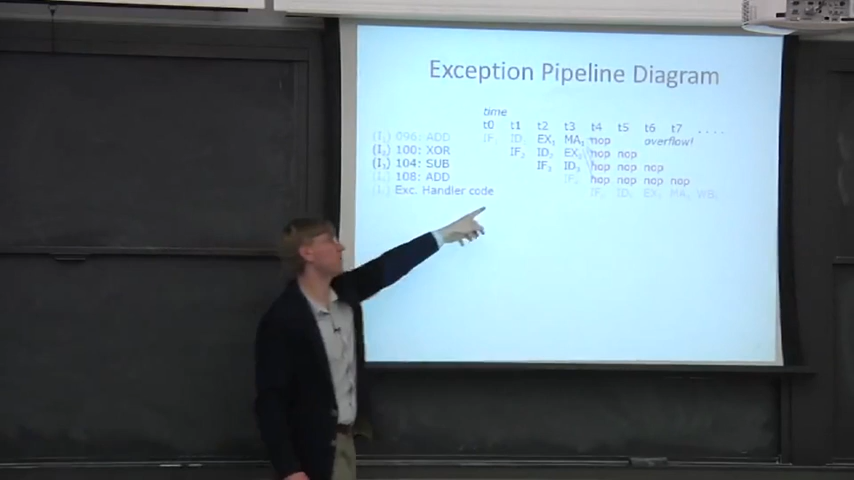 Exception Pipeline Diagram
time
t0 t1 t2 t3 t4 t5 t6 t7 . . . .
(I₁) 096: ADD IF₁ ID₁ EX₁ MA₁ nop overflow!
(I₂) 100: XOR IF₂ ID₂ EX₂ nop nop
(I₃) 104: SUB IF₃ ID₃ nop nop nop
(I₄) 108: ADD IF₄ nop nop nop nop
(I₅) Exc. Handler code IF₅ ID₅ EX₅ MA₅ WB₅